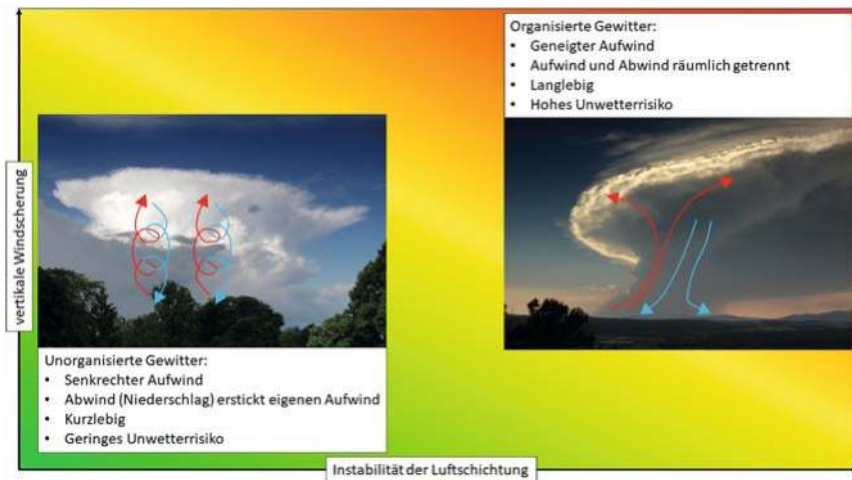 Organisierte Gewitter:
• Geneigter Aufwind
• Aufwind und Abwind räumlich getrennt
• Langlebig
• Hohes Unwetterrisiko
vertikale Windscherung
Unorganisierte Gewitter:
• Senkrechter Aufwind
• Abwind (Niederschlag) erstickt eigenen Aufwind
• Kurzlebig
• Geringes Unwetterrisiko
Instabilität der Luftschichtung